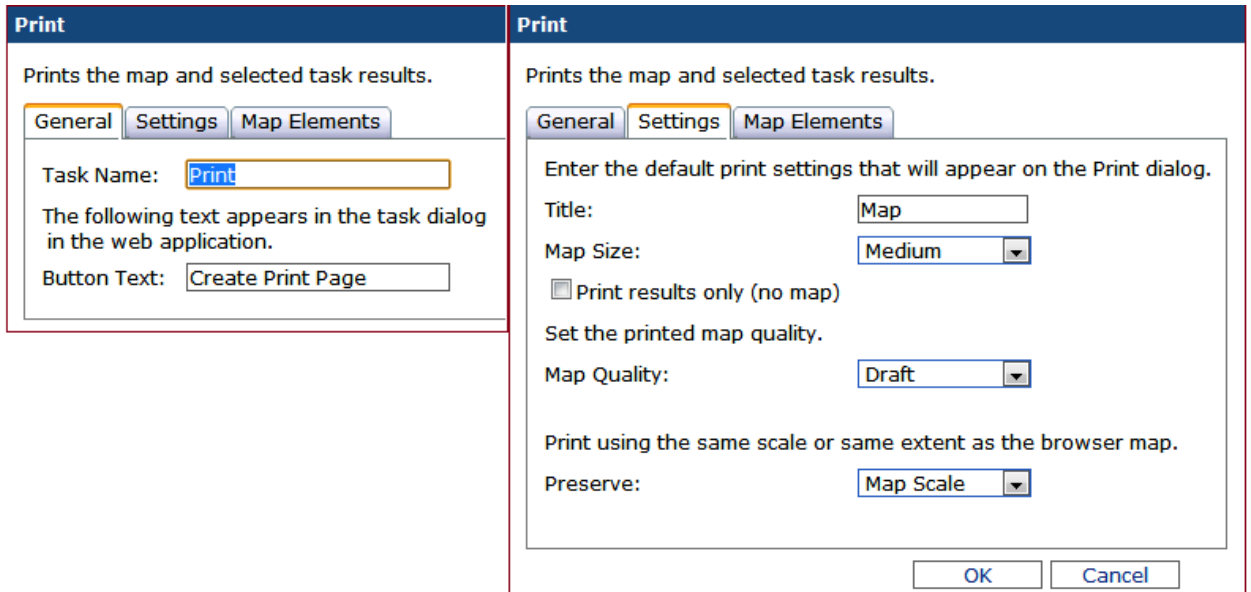 Print
Prints the map and selected task results.
General Settings Map Elements
Task Name: Print
The following text appears in the task dialog
in the web application.
Button Text: Create Print Page
Print
Prints the map and selected task results.
General Settings Map Elements
Enter the default print settings that will appear on the Print dialog.
Title: Map
Map Size: Medium
Print results only (no map)
Set the printed map quality.
Map Quality: Draft
Print using the same scale or same extent as the browser map.
Preserve: Map Scale
OK Cancel